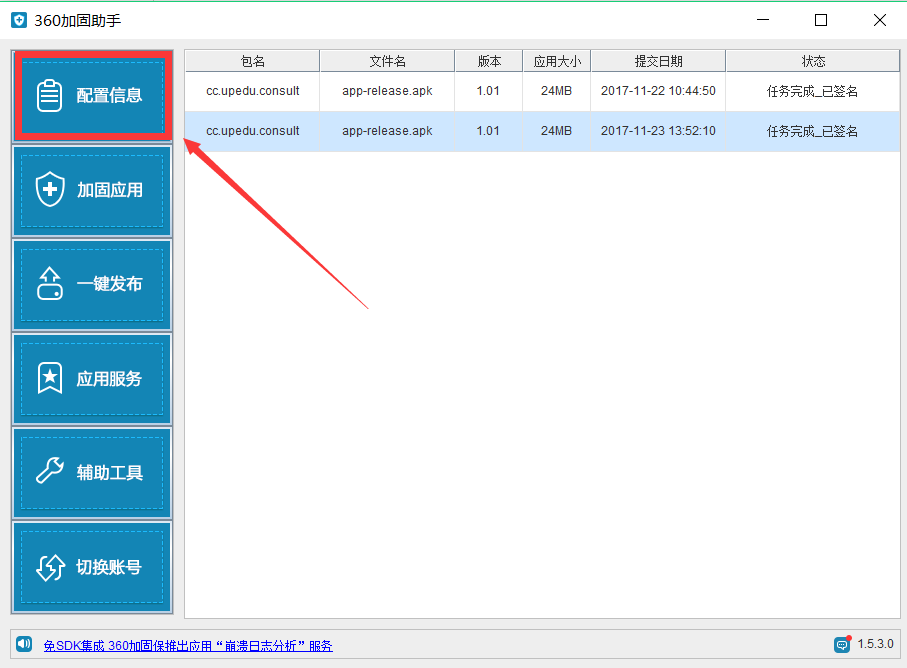 360加固助手
配置信息
加固应用
一键发布
应用服务
辅助工具
切换账号
包名 文件名 版本 应用大小 提交日期 状态
cc.upedu.consult app-release.apk 1.01 24MB 2017-11-22 10:44:50 任务完成_已签名
cc.upedu.consult app-release.apk 1.01 24MB 2017-11-23 13:52:10 任务完成_已签名
免SDK集成 360加固保推出应用“崩溃日志分析”服务 1.5.3.0